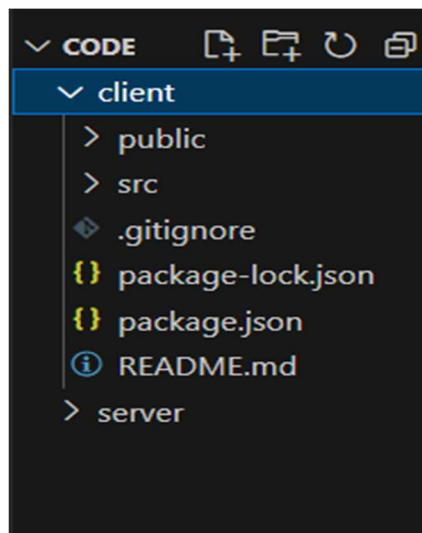 CODE
client
public
src
.gitignore
package-lock.json
package.json
README.md
server